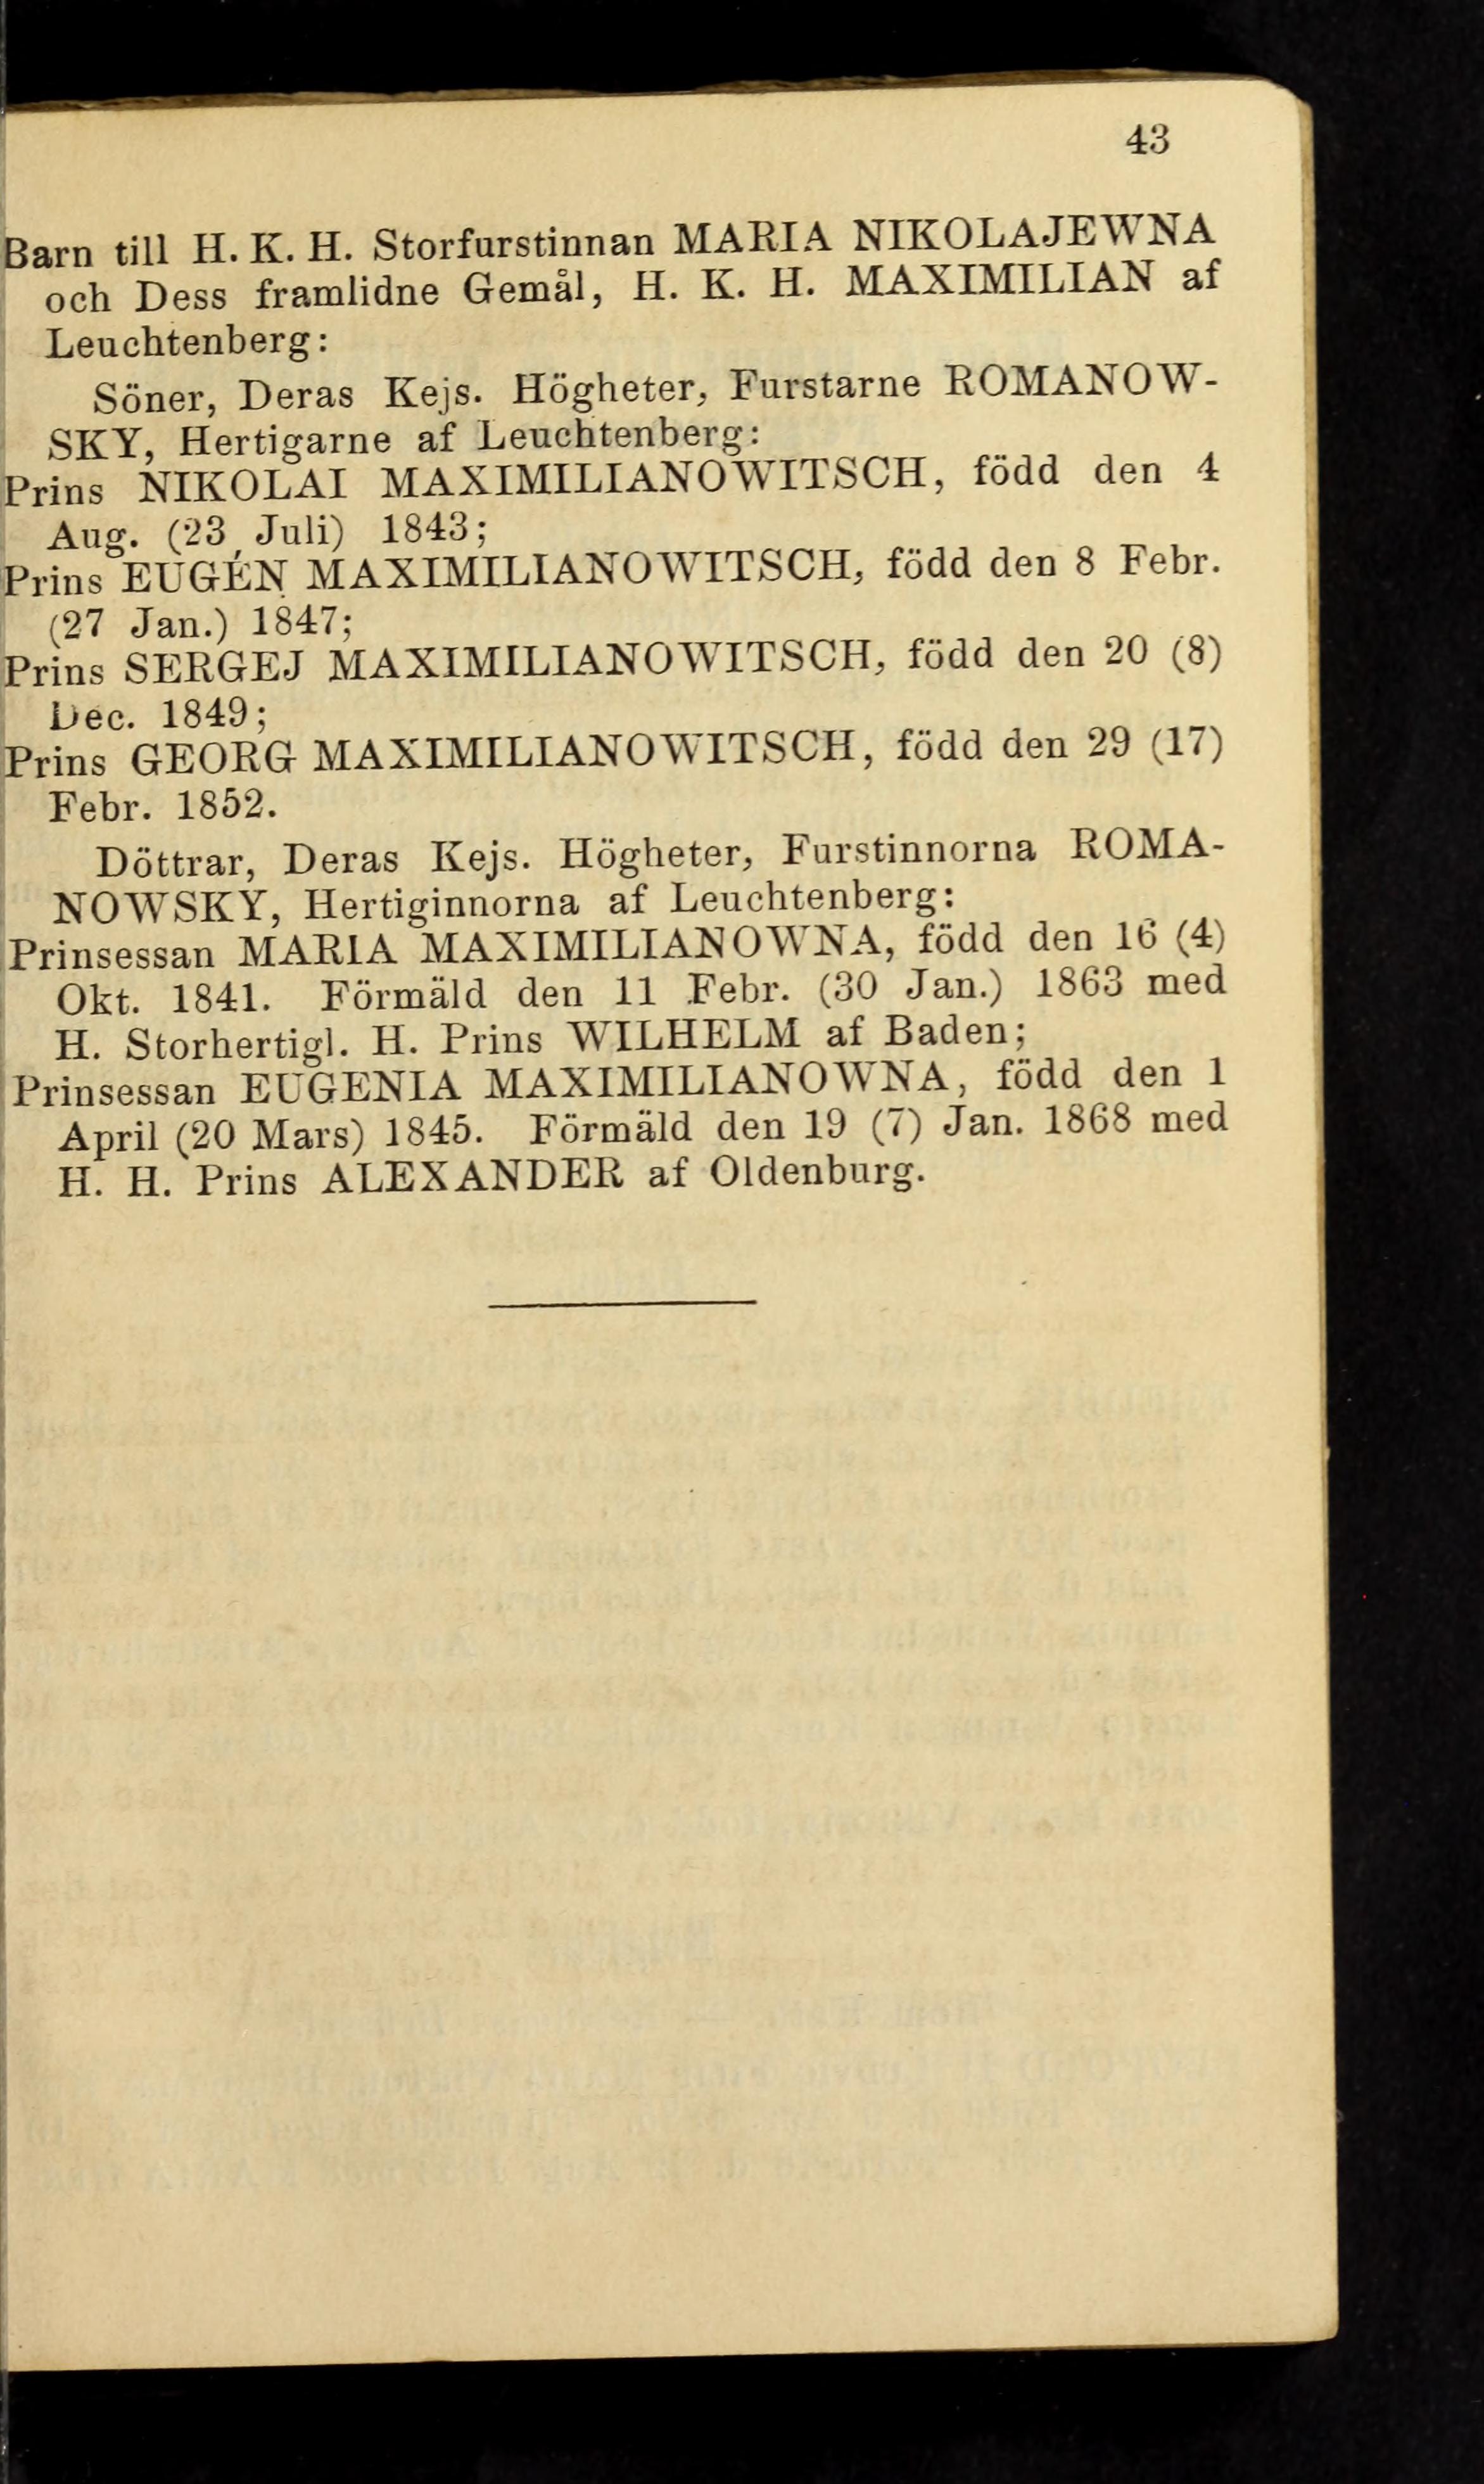 43
Barn till H. K. H. Storfurstinnan MARIA NIKOLAJEWNA
och Dess framlidne Gemål, H. K. H. MAXIMILIAN af
Leuchtenberg:
Söner, Deras Kejs. Högheter, Furstarne ROMANOW-
SKY, Hertigarne af Leuchtenberg:
Prins NIKOLAI MAXIMILIANOWITSCH, född den 4
Aug. (23 Juli) 1843;
Prins EUGÉN MAXIMILIANOWITSCH, född den 8 Febr.
(27 Jan.) 1847;
Prins SERGEJ MAXIMILIANOWITSCH, född den 20 (8)
Dec. 1849;
Prins GEORG MAXIMILIANOWITSCH, född den 29 (17)
Febr. 1852.
Döttrar, Deras Kejs. Högheter, Furstinnorna ROMA-
NOWSKY, Hertiginnorna af Leuchtenberg:
Prinsessan MARIA MAXIMILIANOWNA, född den 16 (4)
Okt. 1841. Förmäld den 11 Febr. (30 Jan.) 1863 med
H. Storhertigl. H. Prins WILHELM af Baden;
Prinsessan EUGENIA MAXIMILIANOWNA, född den 1
April (20 Mars) 1845. Förmäld den 19 (7) Jan. 1868 med
H. H. Prins ALEXANDER af Oldenburg.